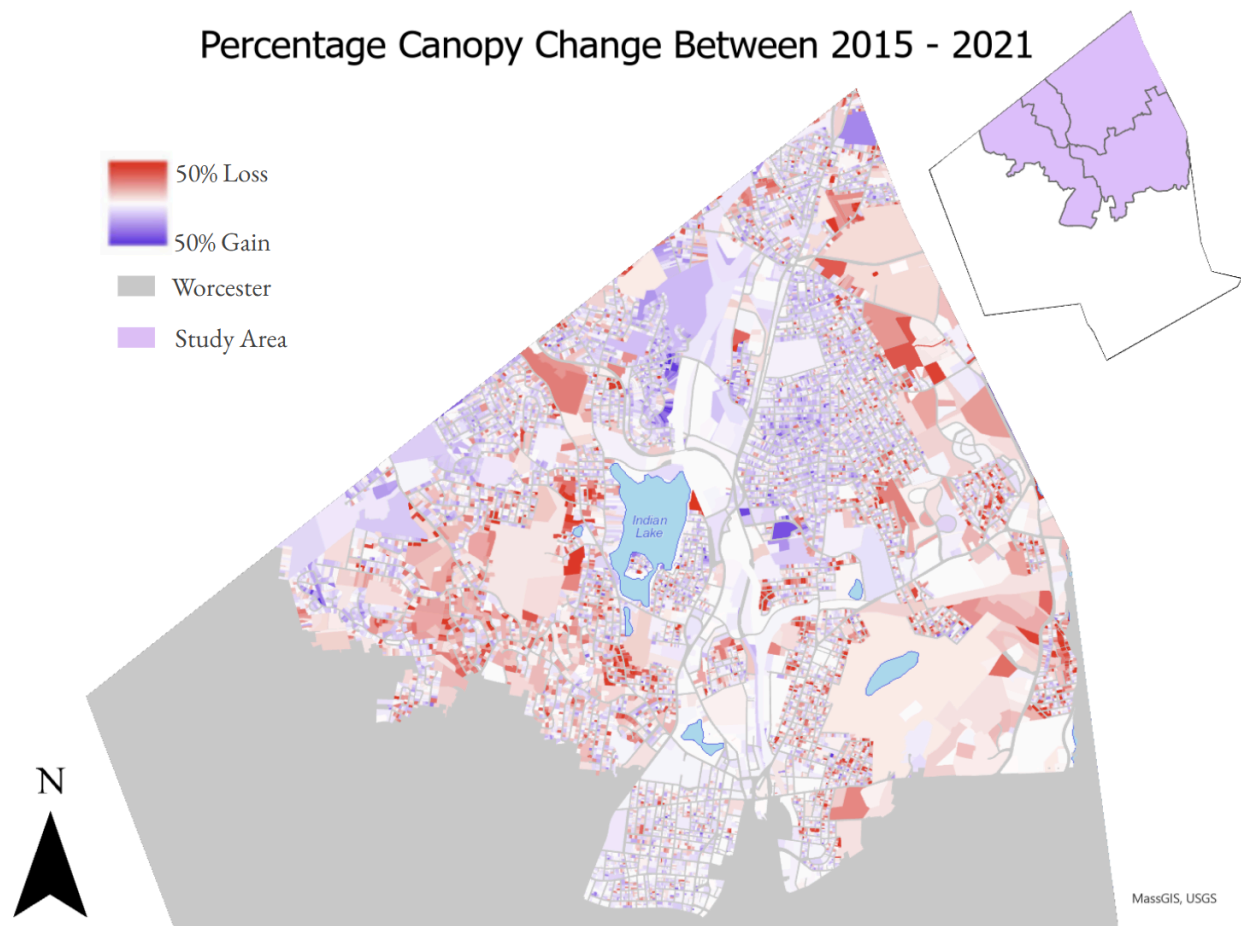 Percentage Canopy Change Between 2015 - 2021
50% Loss
50% Gain
Worcester
Study Area
Indian
Lake
N
MassGIS, USGS